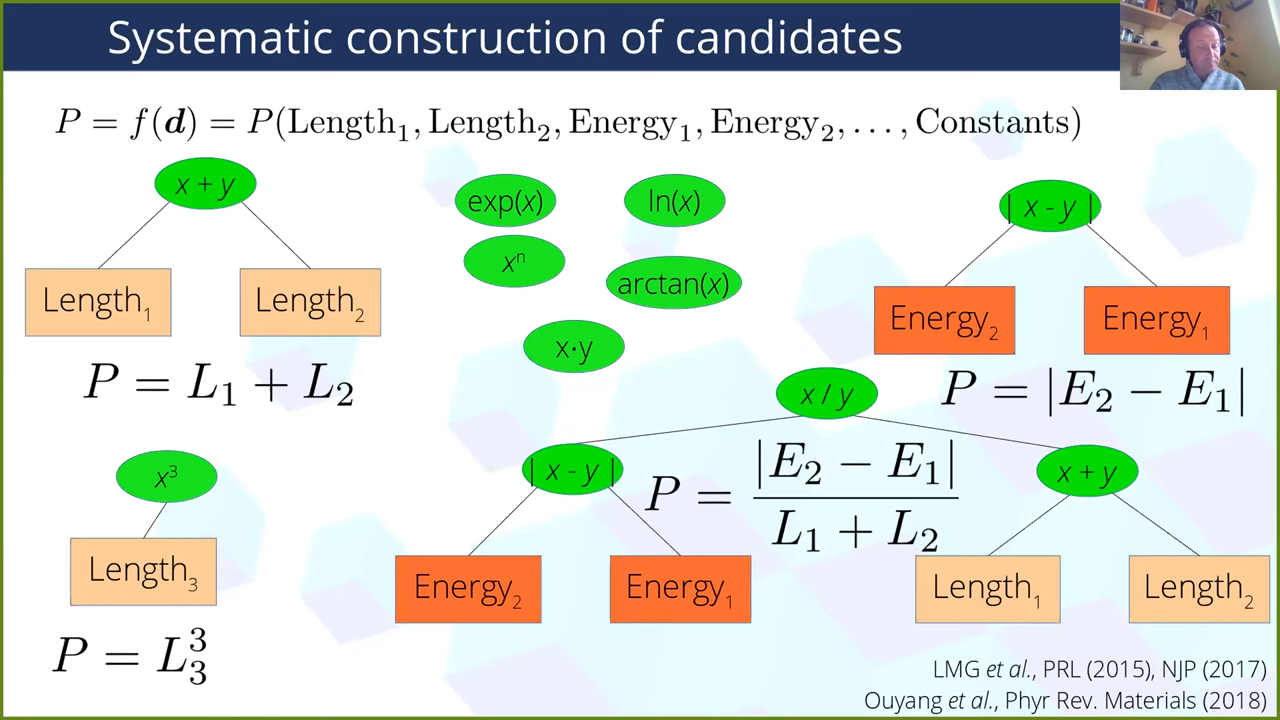 Systematic construction of candidates
P = f(d) = P(Length₁, Length₂, Energy₁, Energy₂, . . . , Constants)
x + y
Length₁
Length₂
P = L₁ + L₂
x³
Length₃
P = L₃³
exp(x)
ln(x)
xⁿ
arctan(x)
x·y
| x - y |
Energy₂
Energy₁
P = |E₂ − E₁|
x / y
| x - y |
x + y
P = |E₂ − E₁| / L₁ + L₂
Energy₂
Energy₁
Length₁
Length₂
LMG et al., PRL (2015), NJP (2017)
Ouyang et al., Phyr Rev. Materials (2018)